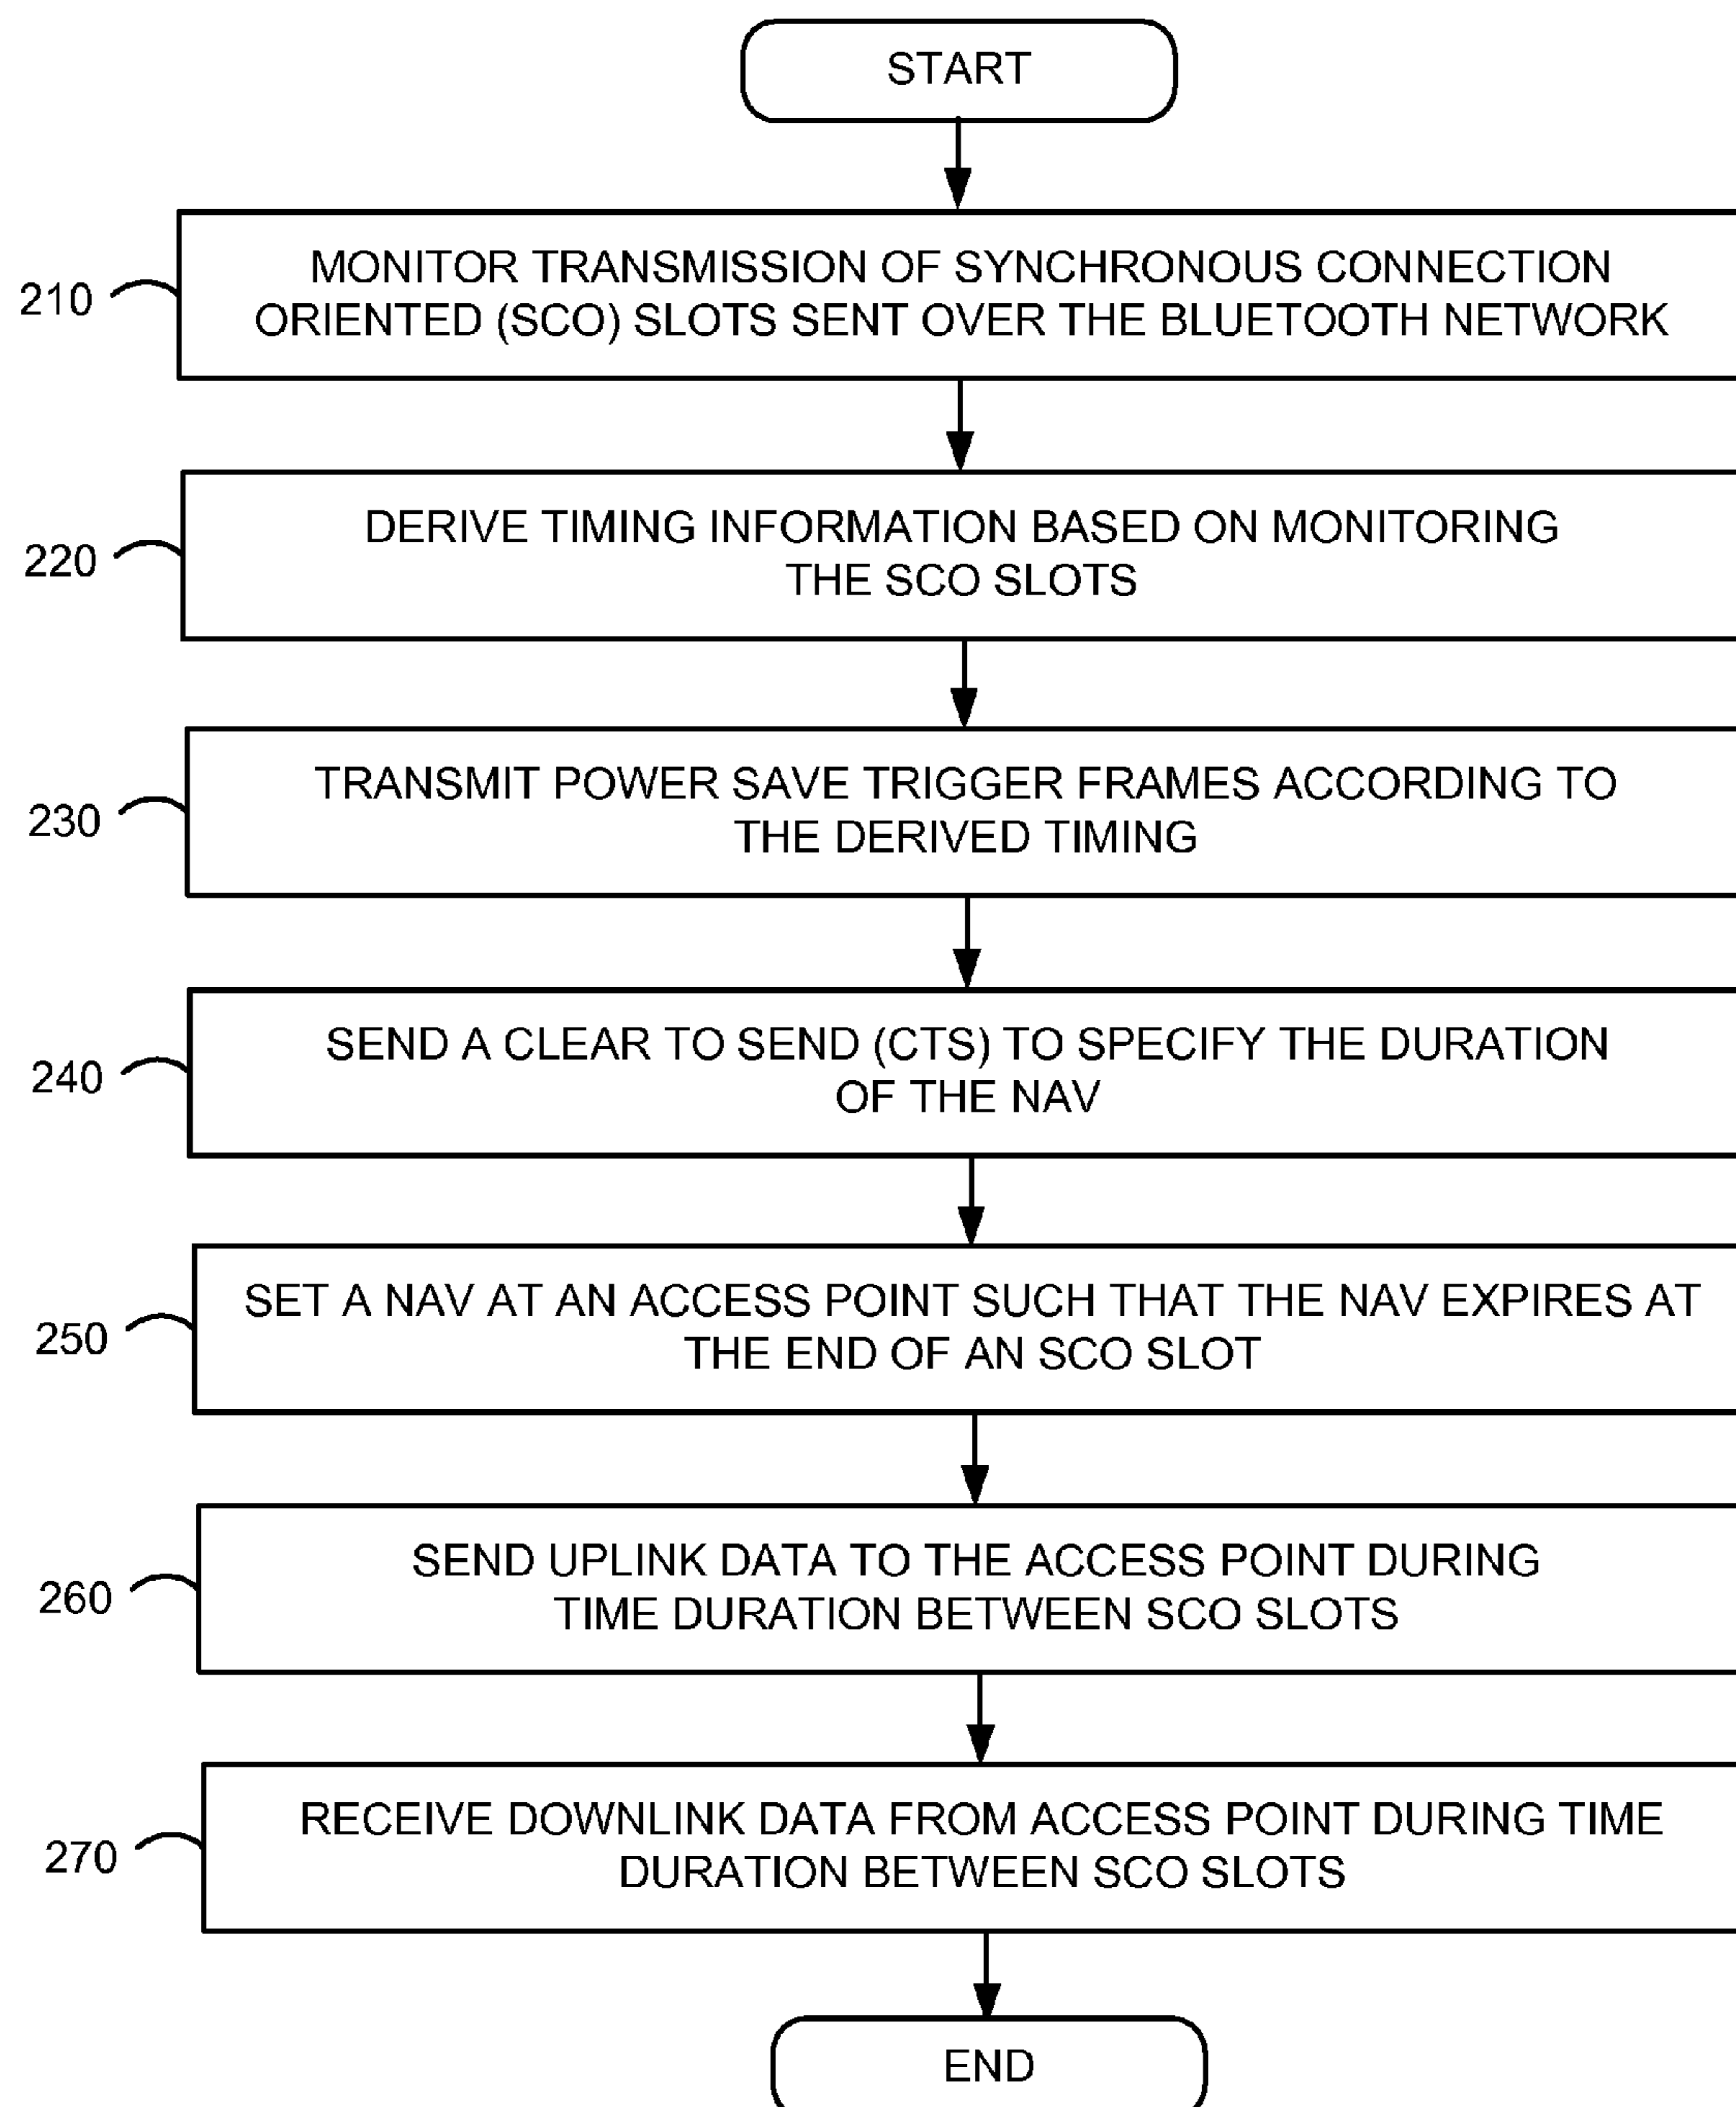 START
210
MONITOR TRANSMISSION OF SYNCHRONOUS CONNECTION
ORIENTED (SCO) SLOTS SENT OVER THE BLUETOOTH NETWORK
220
DERIVE TIMING INFORMATION BASED ON MONITORING
THE SCO SLOTS
230
TRANSMIT POWER SAVE TRIGGER FRAMES ACCORDING TO
THE DERIVED TIMING
240
SEND A CLEAR TO SEND (CTS) TO SPECIFY THE DURATION
OF THE NAV
250
SET A NAV AT AN ACCESS POINT SUCH THAT THE NAV EXPIRES AT
THE END OF AN SCO SLOT
260
SEND UPLINK DATA TO THE ACCESS POINT DURING
TIME DURATION BETWEEN SCO SLOTS
270
RECEIVE DOWNLINK DATA FROM ACCESS POINT DURING TIME
DURATION BETWEEN SCO SLOTS
END